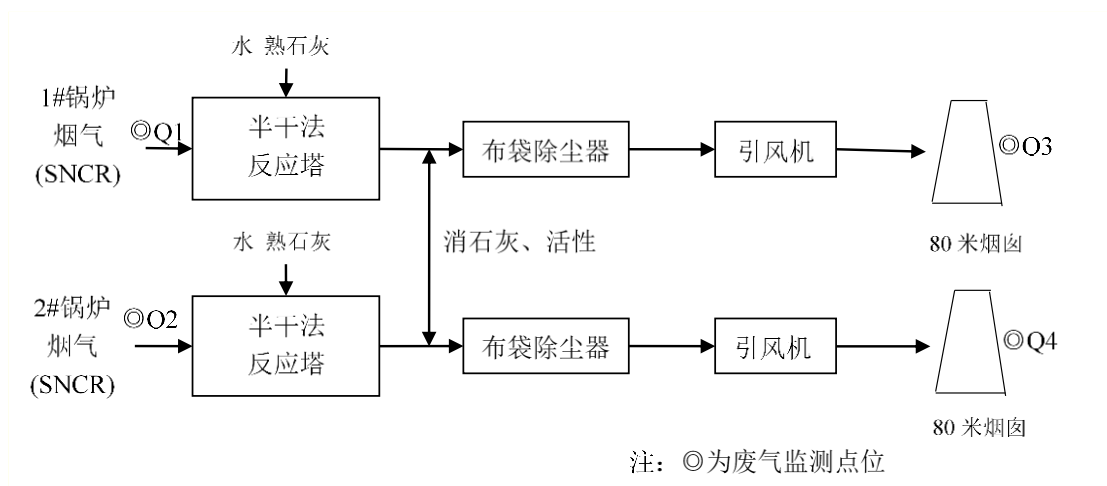 水 熟石灰
1#锅炉
烟气
(SNCR)
◎Q1
半干法
反应塔
布袋除尘器
引风机
◎O3
80 米烟囱
消石灰、活性
水 熟石灰
2#锅炉
烟气
(SNCR)
◎O2
半干法
反应塔
布袋除尘器
引风机
◎Q4
80 米烟囱
注：◎为废气监测点位